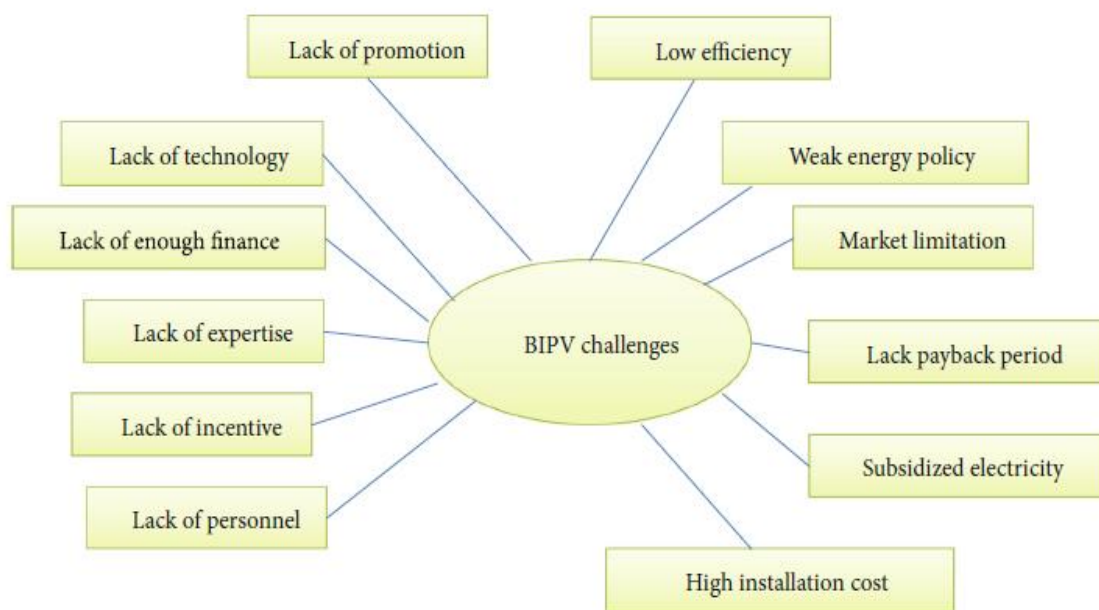 Lack of promotion
Low efficiency
Lack of technology
Weak energy policy
Lack of enough finance
Market limitation
Lack of expertise
BIPV challenges
Lack payback period
Lack of incentive
Subsidized electricity
Lack of personnel
High installation cost